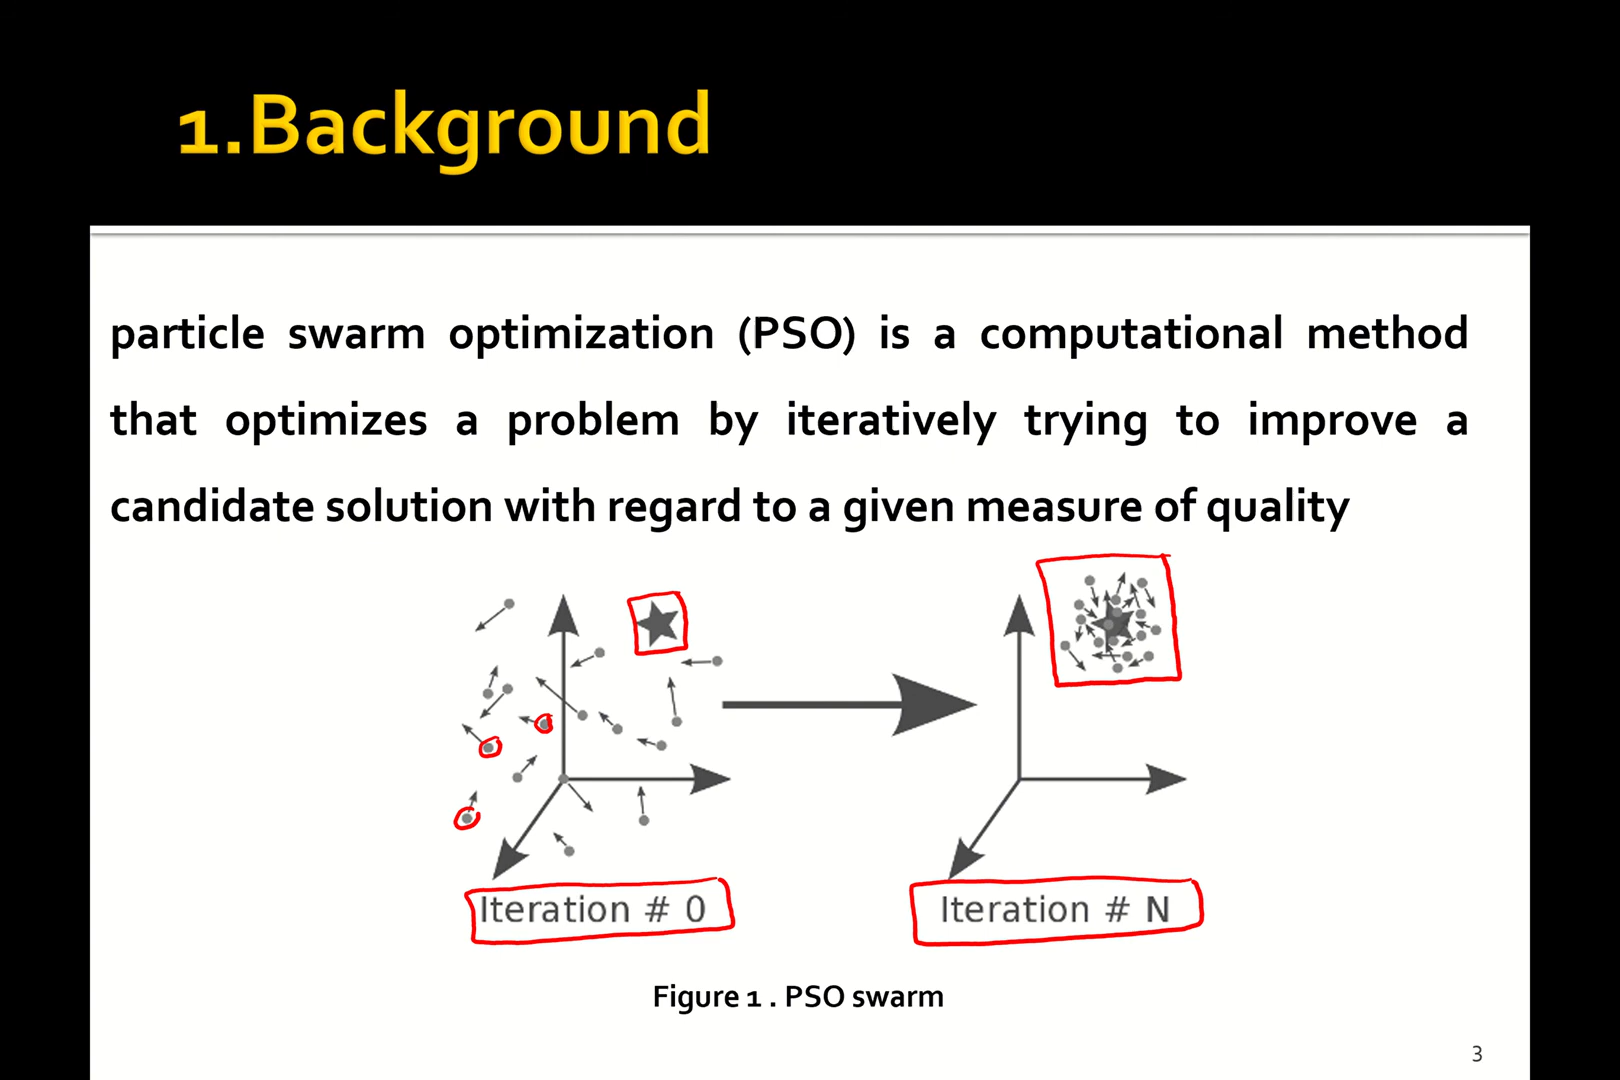 1.Background
particle swarm optimization (PSO) is a computational method
that optimizes a problem by iteratively trying to improve a
candidate solution with regard to a given measure of quality
Iteration # 0
Iteration # N
Figure 1 . PSO swarm
3